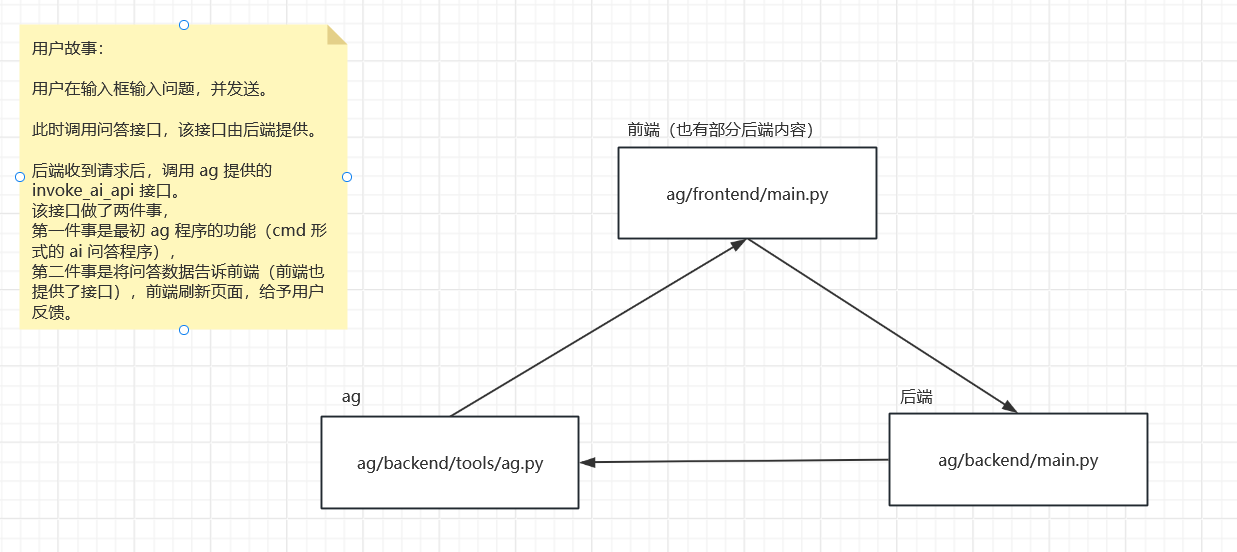 用户故事：
用户在输入框输入问题，并发送。
此时调用问答接口，该接口由后端提供。
后端收到请求后，调用 ag 提供的
invoke_ai_api 接口。
该接口做了两件事，
第一件事是最初 ag 程序的功能（cmd 形
式的 ai 问答程序），
第二件事是将问答数据告诉前端（前端也
提供了接口），前端刷新页面，给予用户
反馈。
前端（也有部分后端内容）
ag/frontend/main.py
ag
ag/backend/tools/ag.py
后端
ag/backend/main.py